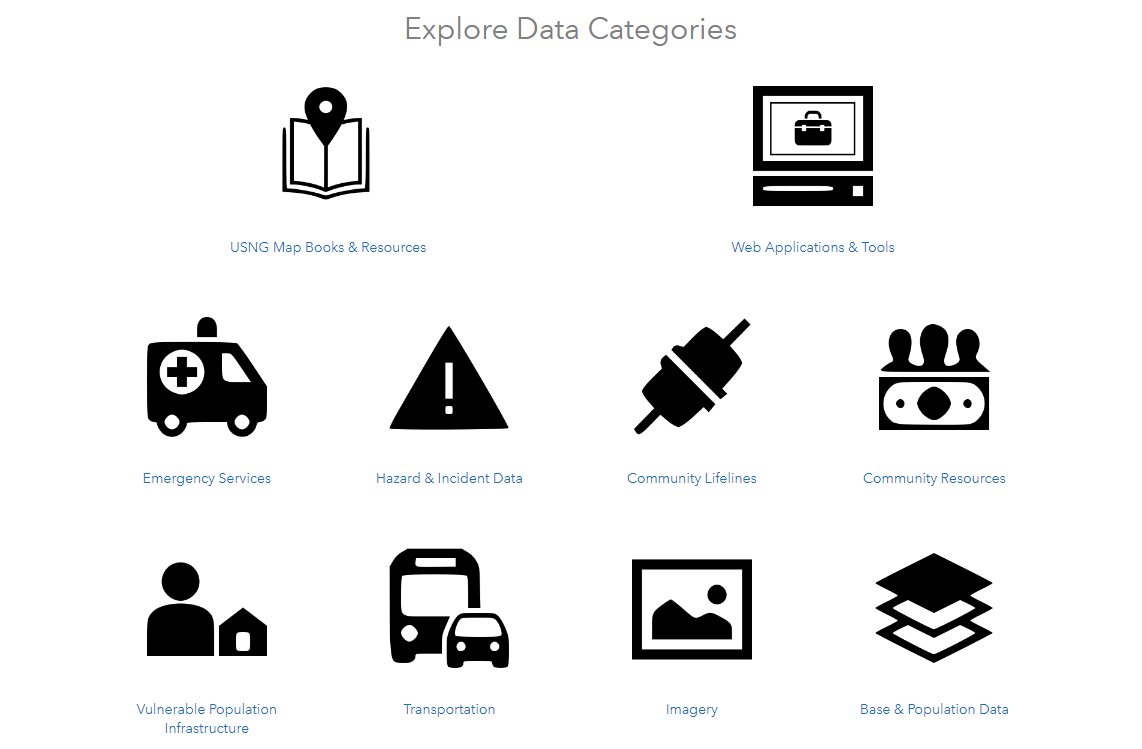 Explore Data Categories
USNG Map Books & Resources
Web Applications & Tools
Emergency Services
Hazard & Incident Data
Community Lifelines
Community Resources
Vulnerable Population
Infrastructure
Transportation
Imagery
Base & Population Data